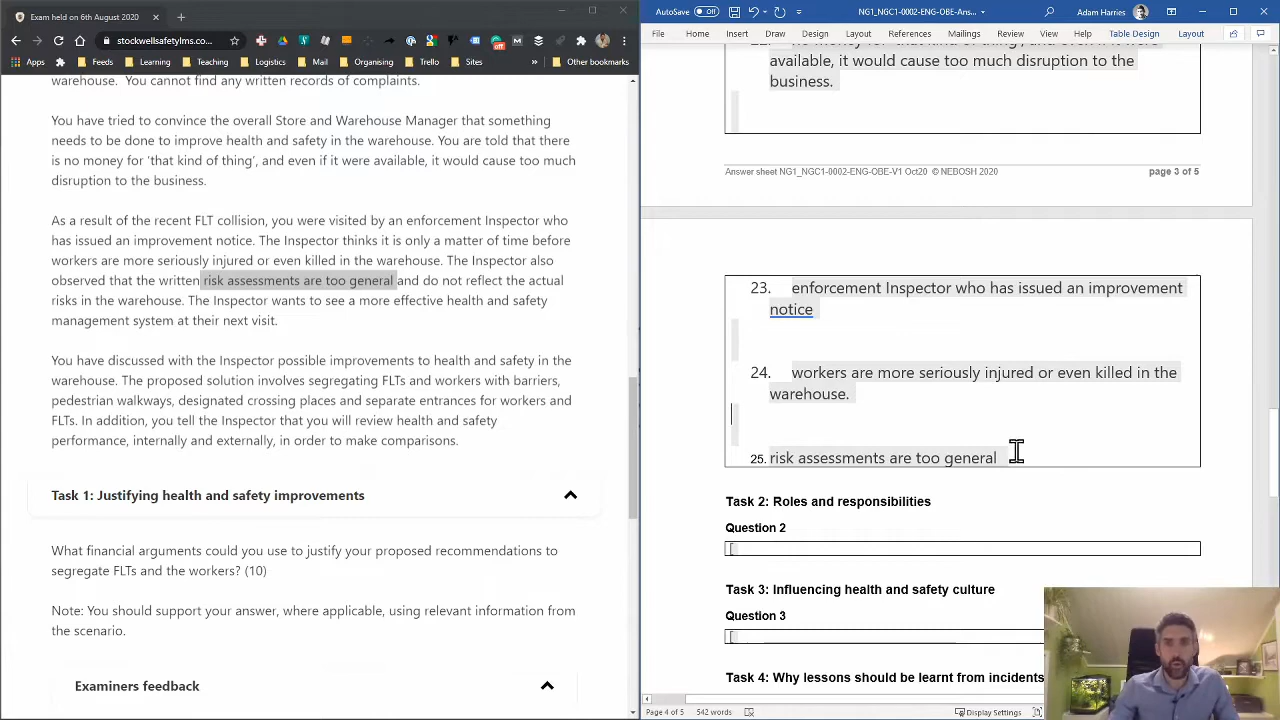 Exam held on 6th August 2020
stockwellsafetylms.co...
Apps
Feeds
Learning
Teaching
Logistics
Mail
Organising
Trello
Sites
»
Other bookmarks
warehouse. You cannot find any written records of complaints.
You have tried to convince the overall Store and Warehouse Manager that something
needs to be done to improve health and safety in the warehouse. You are told that there
is no money for 'that kind of thing', and even if it were available, it would cause too much
disruption to the business.
As a result of the recent FLT collision, you were visited by an enforcement Inspector who
has issued an improvement notice. The Inspector thinks it is only a matter of time before
workers are more seriously injured or even killed in the warehouse. The Inspector also
observed that the written risk assessments are too general and do not reflect the actual
risks in the warehouse. The Inspector wants to see a more effective health and safety
management system at their next visit.
You have discussed with the Inspector possible improvements to health and safety in the
warehouse. The proposed solution involves segregating FLTs and workers with barriers,
pedestrian walkways, designated crossing places and separate entrances for workers and
FLTs. In addition, you tell the Inspector that you will review health and safety
performance, internally and externally, in order to make comparisons.
Task 1: Justifying health and safety improvements
What financial arguments could you use to justify your proposed recommendations to
segregate FLTs and the workers? (10)
Note: You should support your answer, where applicable, using relevant information from
the scenario.
Examiners feedback
AutoSave Off
NG1_NGC1-0002-ENG-OBE-...
Adam Harries
File
Home
Insert
Draw
Design
Layout
References
Mailings
Review
View
Help
Table Design
Layout
available, it would cause too much disruption to the
business.
Answer sheet NG1_NGC1-0002-ENG-OBE-V1 Oct20 © NEBOSH 2020
page 3 of 5
23. enforcement Inspector who has issued an improvement
notice
24. workers are more seriously injured or even killed in the
warehouse.
25. risk assessments are too general
Task 2: Roles and responsibilities
Question 2
Task 3: Influencing health and safety culture
Question 3
Task 4: Why lessons should be learnt from incidents
Page 4 of 5
542 words
Display Settings